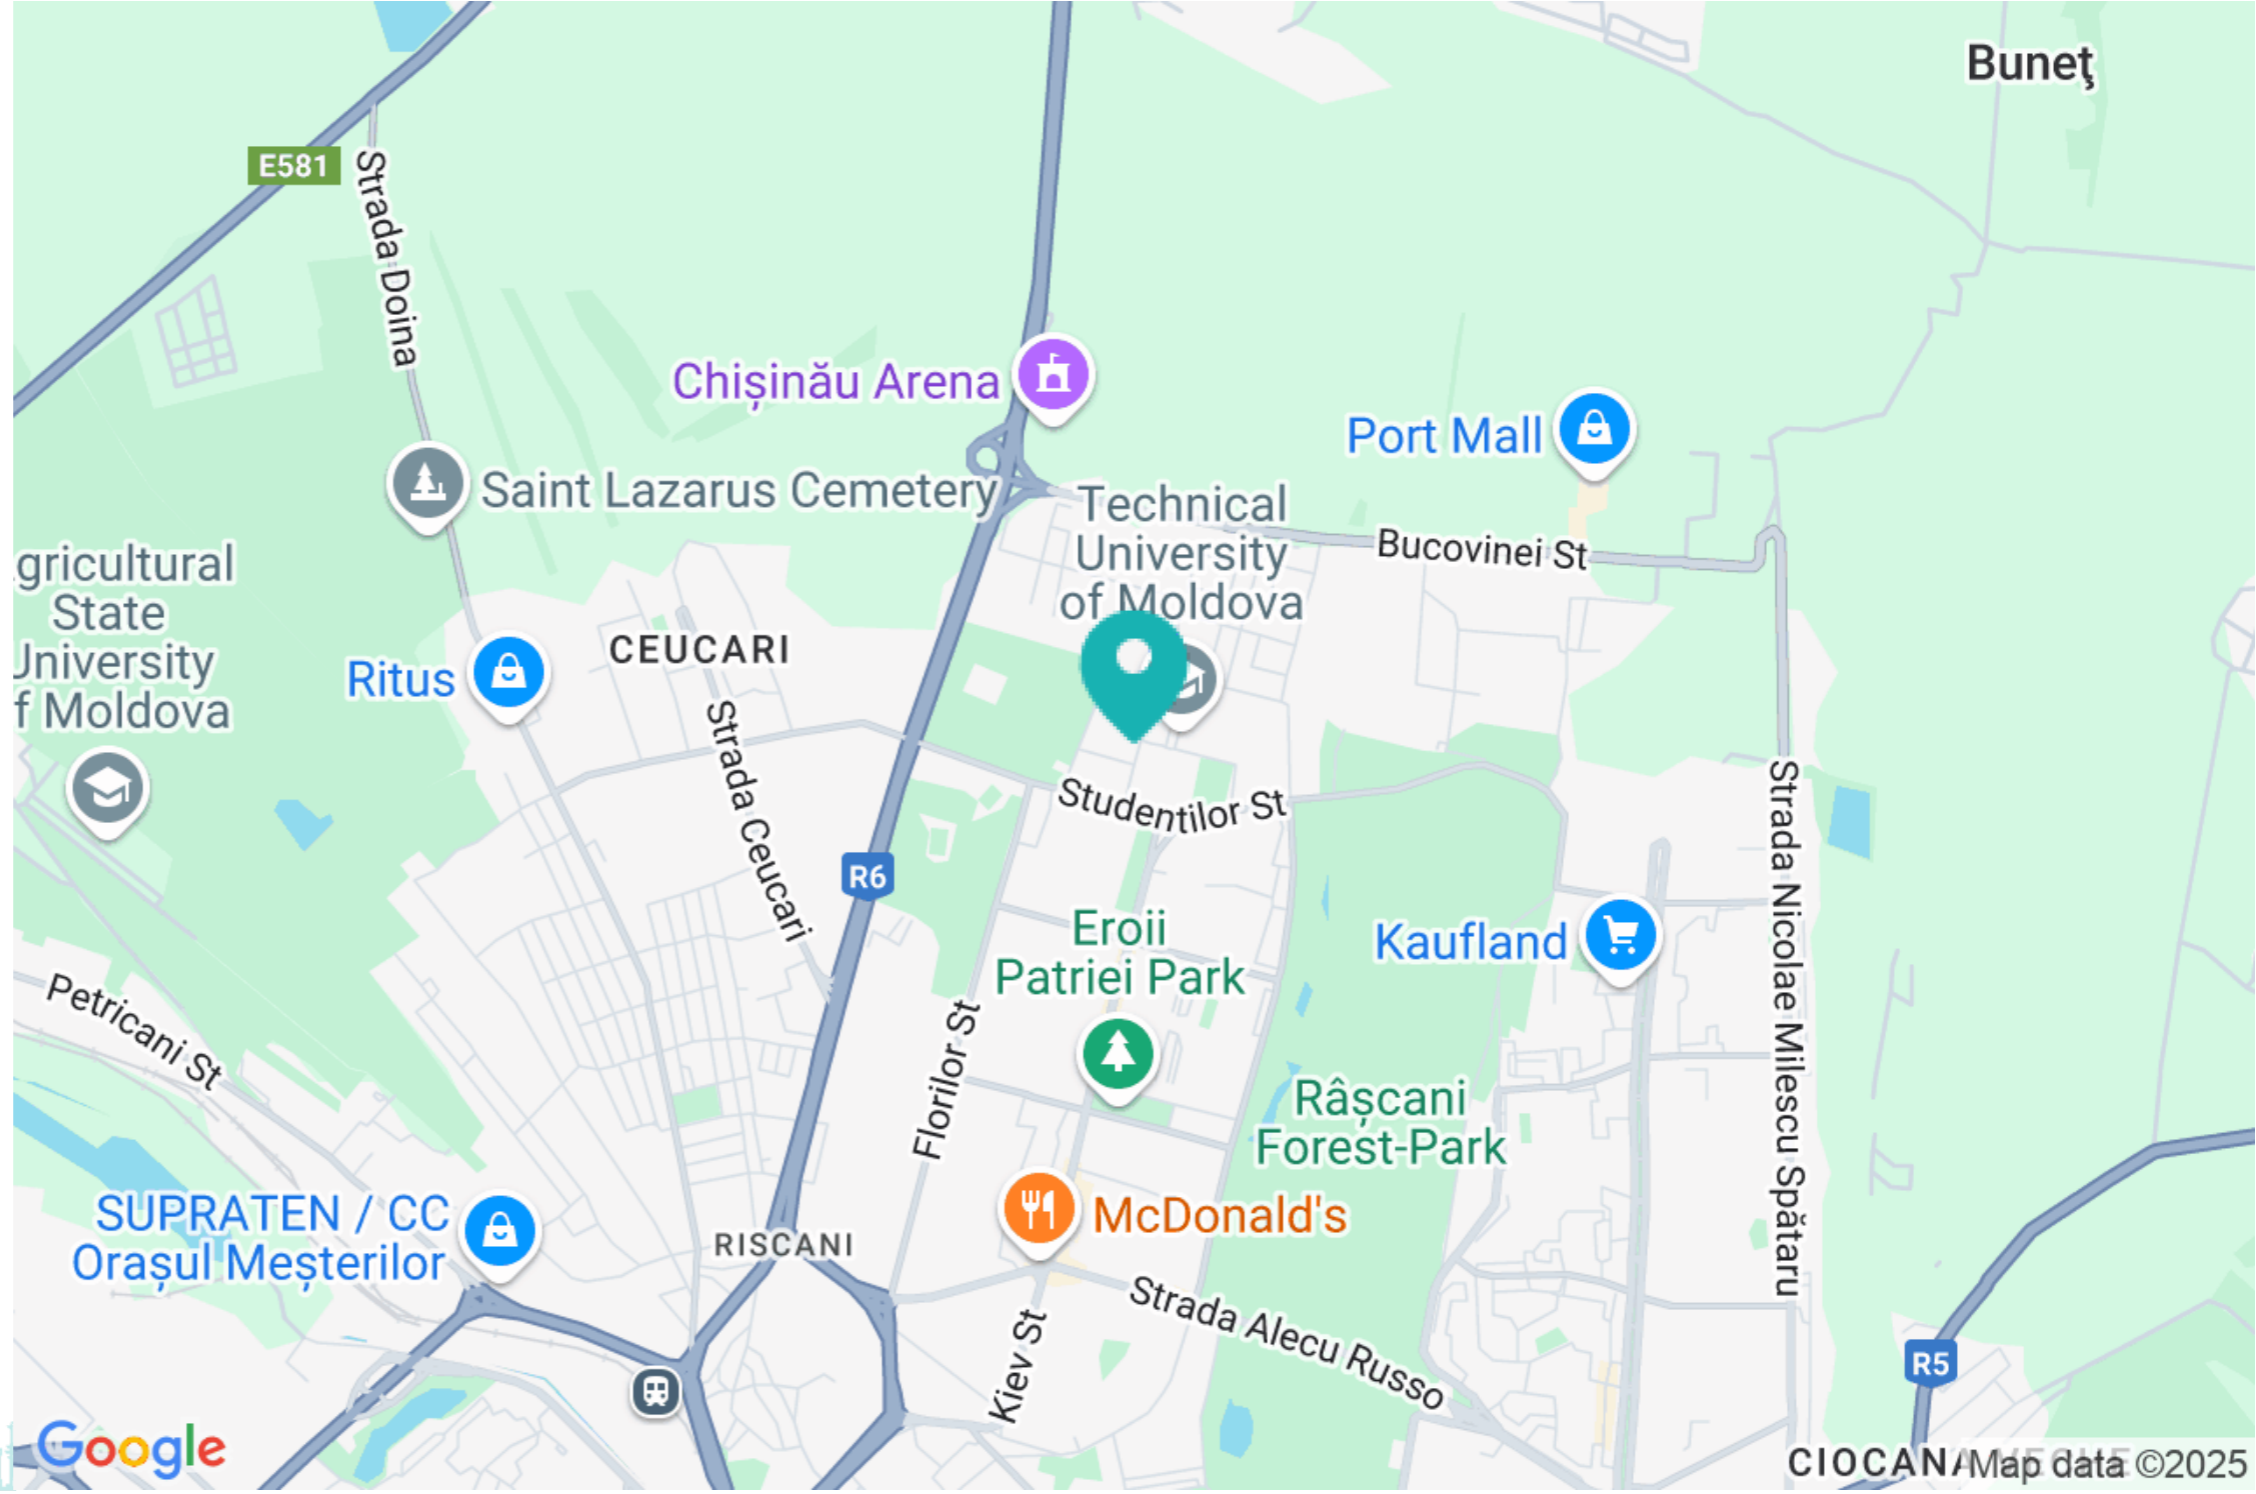 Buneţ
E581
Strada Doina
Chișinău Arena
Port Mall
Saint Lazarus Cemetery
Technical
University
of Moldova
Bucovinei St
gricultural
State
University
f Moldova
CEUCARI
Ritus
Strada Ceucari
Studentilor St
Strada Nicolae Milescu Spătaru
R6
Eroii
Patriei Park
Kaufland
Petricani St
Florilor St
Râșcani
Forest-Park
SUPRATEN / CC
Orașul Meșterilor
McDonald's
RISCANI
Strada Alecu Russo
Kiev St
R5
Google
CIOCANA
Map data ©2025